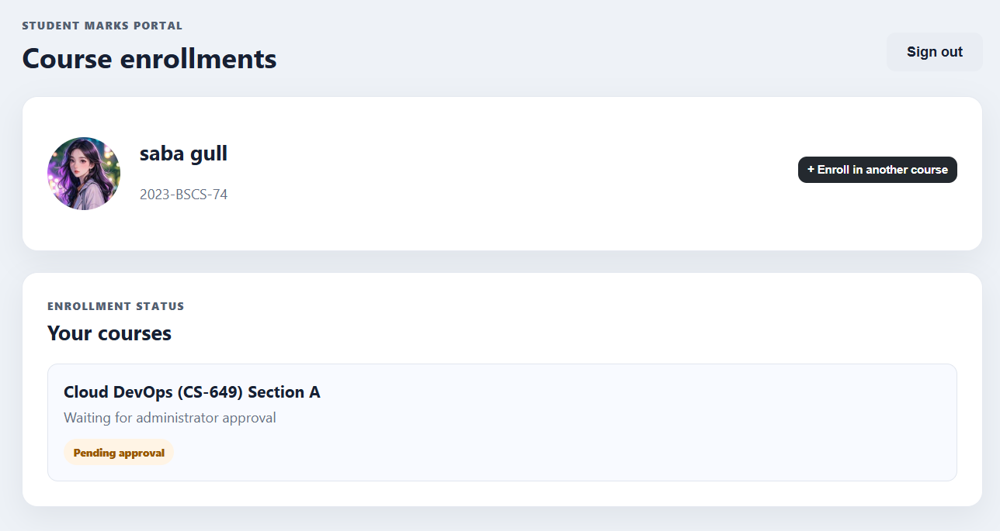 STUDENT MARKS PORTAL
Course enrollments
Sign out
saba gull
2023-BSCS-74
+ Enroll in another course
ENROLLMENT STATUS
Your courses
Cloud DevOps (CS-649) Section A
Waiting for administrator approval
Pending approval